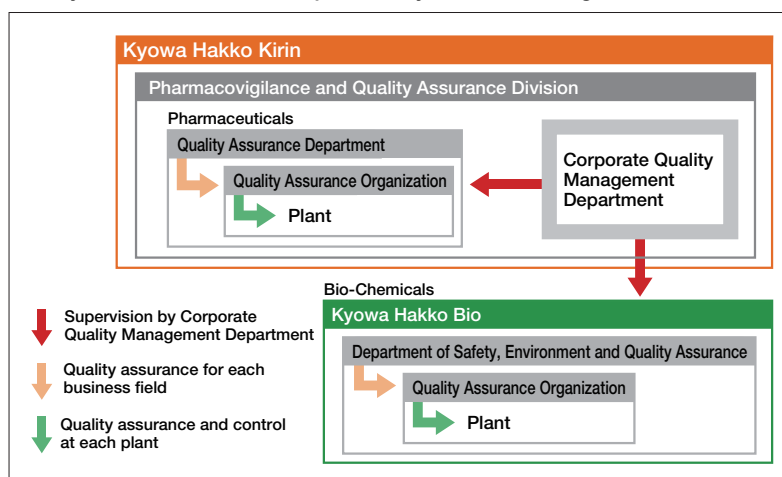 Kyowa Hakko Kirin
Pharmacovigilance and Quality Assurance Division
Pharmaceuticals
Quality Assurance Department
Quality Assurance Organization
Plant
Corporate Quality
Management
Department
Bio-Chemicals
Kyowa Hakko Bio
Department of Safety, Environment and Quality Assurance
Quality Assurance Organization
Plant
Supervision by Corporate
Quality Management Department
Quality assurance for each
business field
Quality assurance and control
at each plant